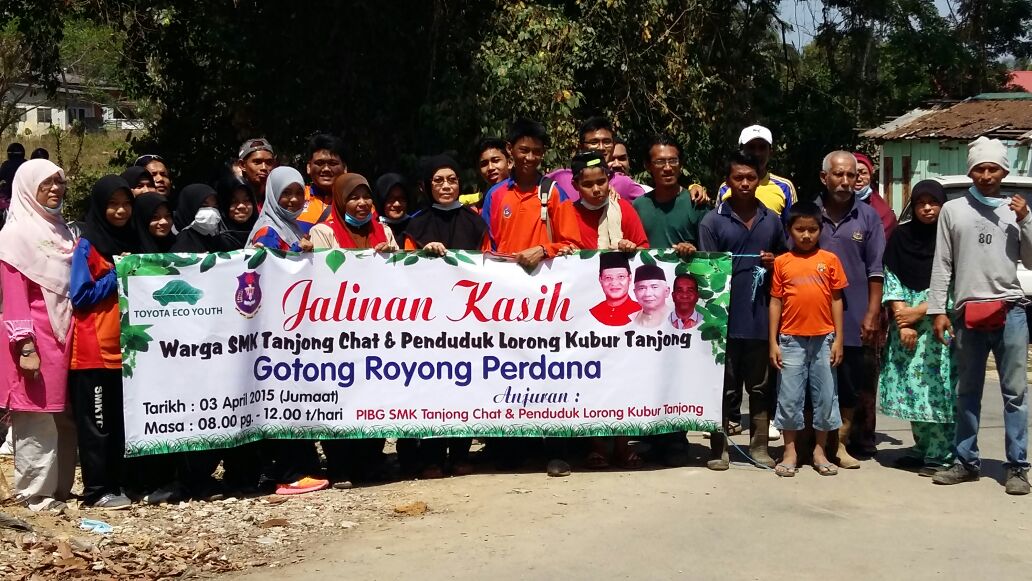 TOYOTA ECO YOUTH
Jalinan Kasih
Warga SMK Tanjong Chat & Penduduk Lorong Kubur Tanjong
Gotong Royong Perdana
Tarikh : 03 April 2015 (Jumaat)
Masa : 08.00 pg. - 12.00 t/hari
Anjuran :
PIBG SMK Tanjong Chat & Penduduk Lorong Kubur Tanjong
SMKTC
80